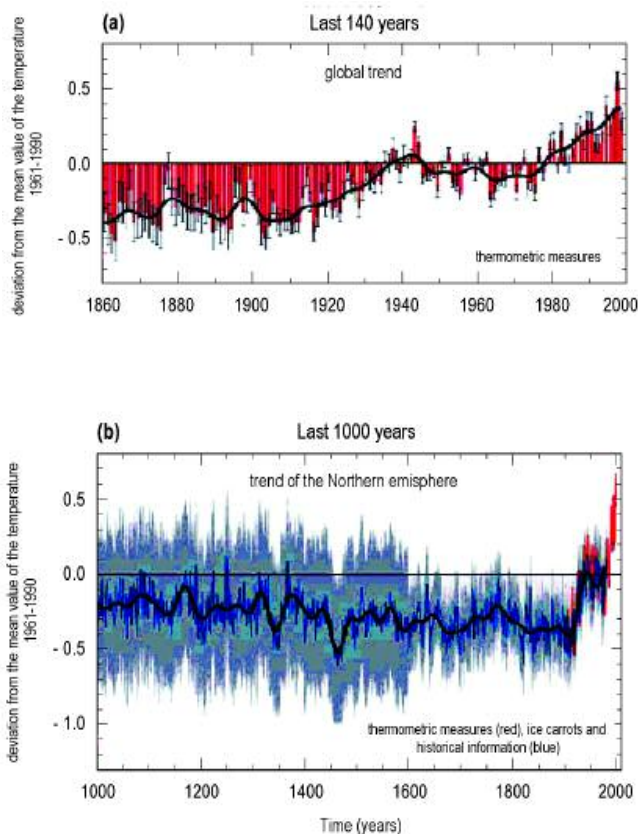 (a)
Last 140 years
global trend
deviation from the mean value of the temperature
1961-1990
0.5
0.0
- 0.5
thermometric measures
1860 1880 1900 1920 1940 1960 1980 2000
(b)
Last 1000 years
trend of the Northern emisphere
deviation from the mean value of the temperature
1961-1990
0.5
0.0
- 0.5
- 1.0
thermometric measures (red), ice carrots and
historical information (blue)
1000 1200 1400 1600 1800 2000
Time (years)